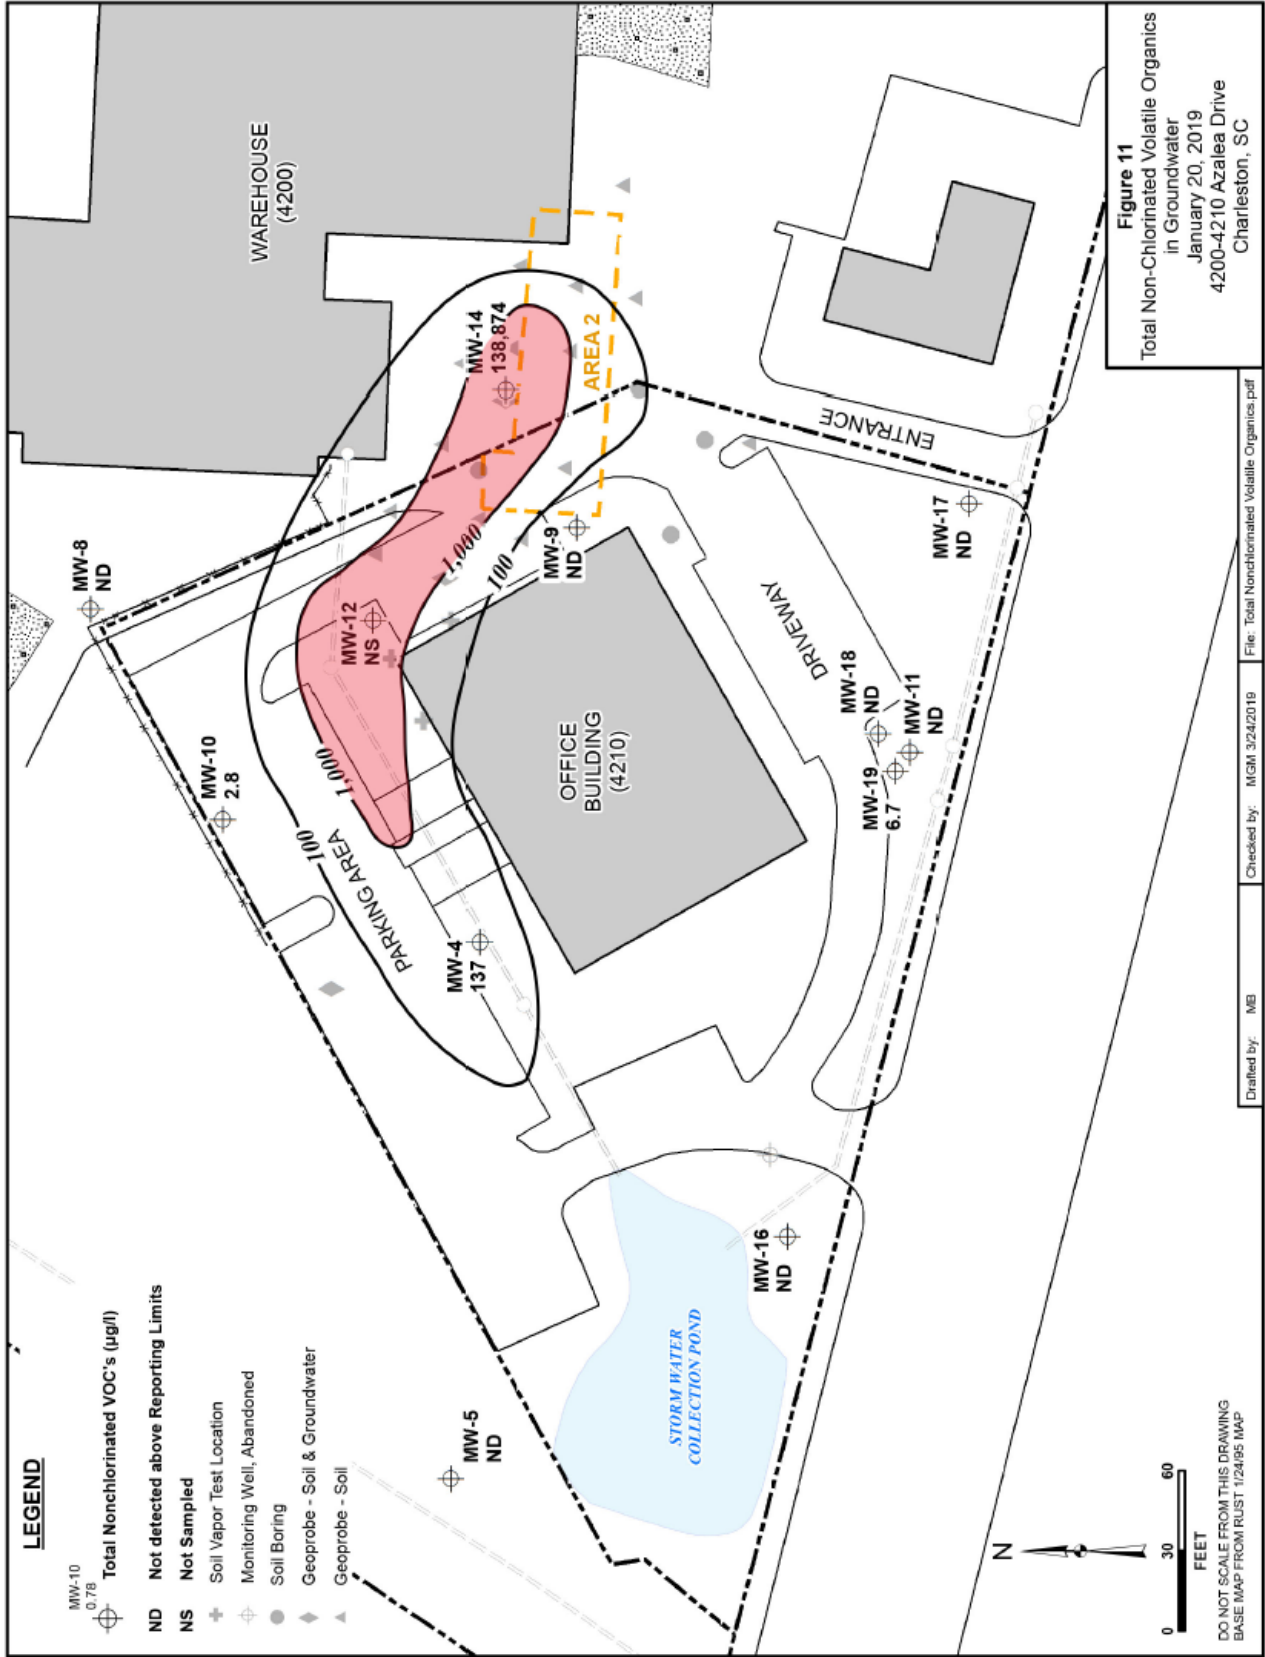 LEGEND
MW-10
0.78
Total Nonchlorinated VOC's (µg/l)
ND Not detected above Reporting Limits
NS Not Sampled
Soil Vapor Test Location
Monitoring Well, Abandoned
Soil Boring
Geoprobe - Soil & Groundwater
Geoprobe - Soil
MW-8
ND
WAREHOUSE
(4200)
MW-10
2.8
100
PARKING AREA
1,000
MW-12
NS
MW-14
138,874
AREA 2
1,000
100
MW-9
ND
MW-4
137
MW-5
ND
OFFICE
BUILDING
(4210)
STORM WATER
COLLECTION POND
MW-16
ND
DRIVEWAY
ENTRANCE
MW-18
ND
MW-11
ND
MW-19
6.7
MW-17
ND
N
0 30 60
FEET
DO NOT SCALE FROM THIS DRAWING
BASE MAP FROM RUST 1/24/95 MAP
Drafted by: MB
Checked by: MGM 3/24/2019
File: Total Nonchlorinated Volatile Organics.pdf
Figure 11
Total Non-Chlorinated Volatile Organics
in Groundwater
January 20, 2019
4200-4210 Azalea Drive
Charleston, SC